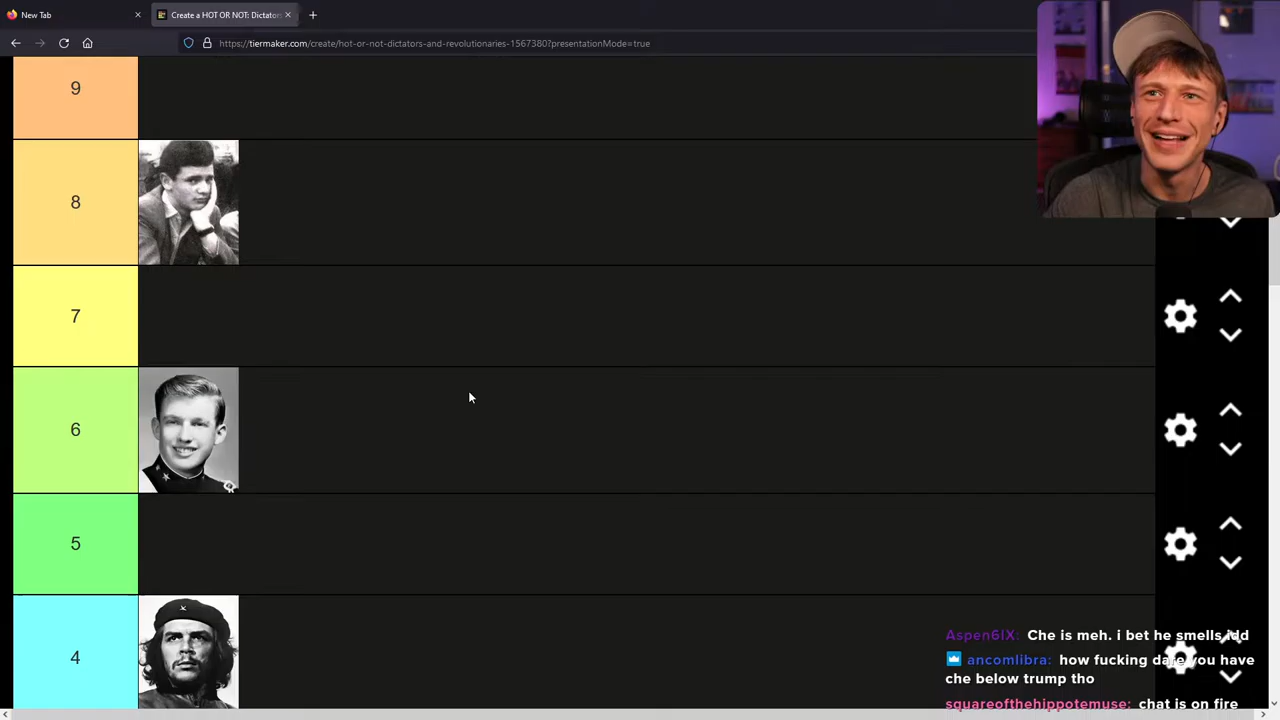 New Tab
Create a HOT OR NOT: Dictator
https://tiermaker.com/create/hot-or-not-dictators-and-revolutionaries-1567380?presentationMode=true
9
8
7
6
5
4
Aspen6IX: Che is meh. i bet he smells idd
ancomlibra: how fucking dare you have
che below trump tho
squareofthehippotemuse: chat is on fire